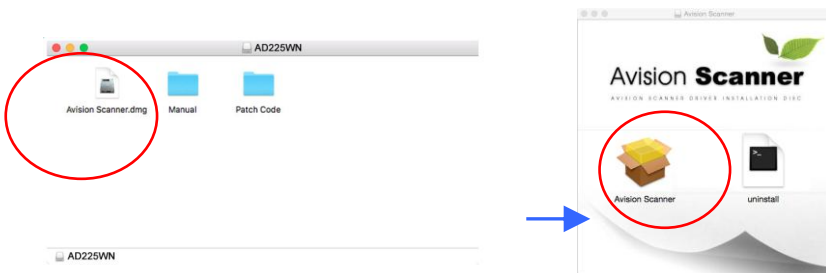 AD225WN
Avision Scanner.dmg
Manual
Patch Code
AD225WN
Avision Scanner
Avision Scanner
AVISION SCANNER DRIVER INSTALLATION DISC
>_
Avision Scanner
uninstall